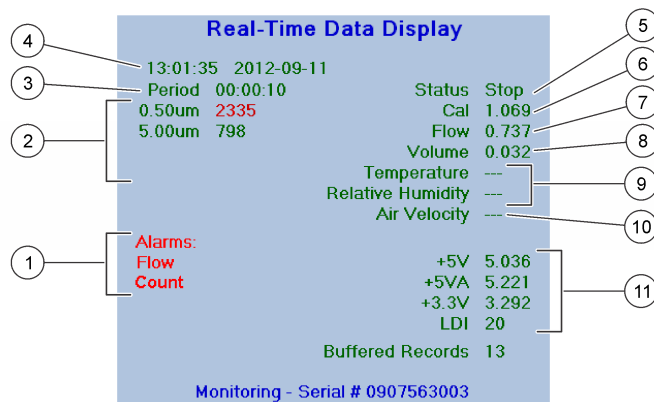 Real-Time Data Display
4
13:01:35 2012-09-11
5
3
Period 00:00:10
Status Stop
6
0.50um 2335
Cal 1.069
7
2
5.00um 798
Flow 0.737
8
Volume 0.032
Temperature ---
9
Relative Humidity ---
Air Velocity ---
10
1
Alarms:
Flow
Count
+5V 5.036
+5VA 5.221
11
+3.3V 3.292
LDI 20
Buffered Records 13
Monitoring - Serial # 0907563003